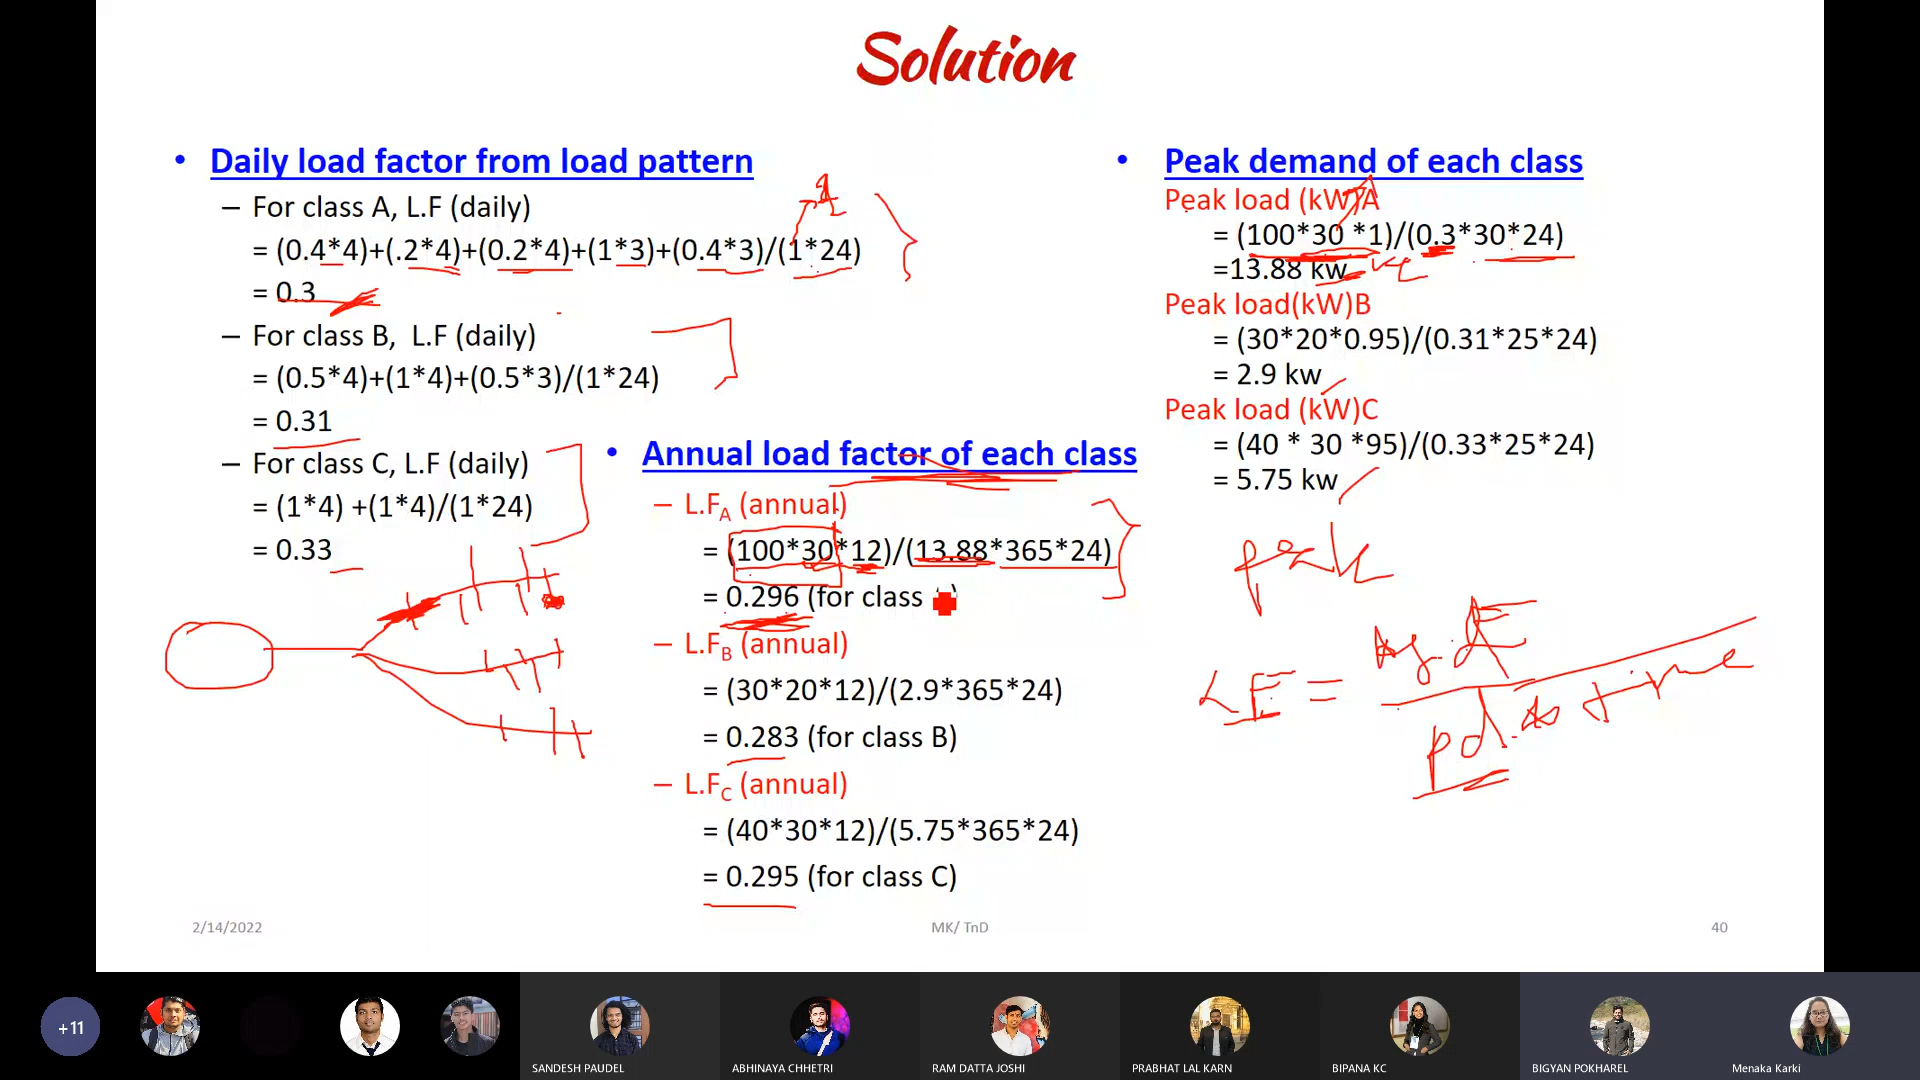 Solution
• Daily load factor from load pattern
– For class A, L.F (daily)
= (0.4*4)+(.2*4)+(0.2*4)+(1*3)+(0.4*3)/(1*24)
= 0.3
– For class B, L.F (daily)
= (0.5*4)+(1*4)+(0.5*3)/(1*24)
= 0.31
– For class C, L.F (daily)
= (1*4) +(1*4)/(1*24)
= 0.33
• Annual load factor of each class
– L.FA (annual)
= (100*30*12)/(13.88*365*24)
= 0.296 (for class
– L.FB (annual)
= (30*20*12)/(2.9*365*24)
= 0.283 (for class B)
– L.FC (annual)
= (40*30*12)/(5.75*365*24)
= 0.295 (for class C)
• Peak demand of each class
Peak load (kW)A
= (100*30 *1)/(0.3*30*24)
=13.88 kw
Peak load(kW)B
= (30*20*0.95)/(0.31*25*24)
= 2.9 kw
Peak load (kW)C
= (40 * 30 *95)/(0.33*25*24)
= 5.75 kw
peak
2/14/2022
MK/ TnD
40
+11
SANDESH PAUDEL
ABHINAYA CHHETRI
RAM DATTA JOSHI
PRABHAT LAL KARN
BIPANA KC
BIGYAN POKHAREL
Menaka Karki